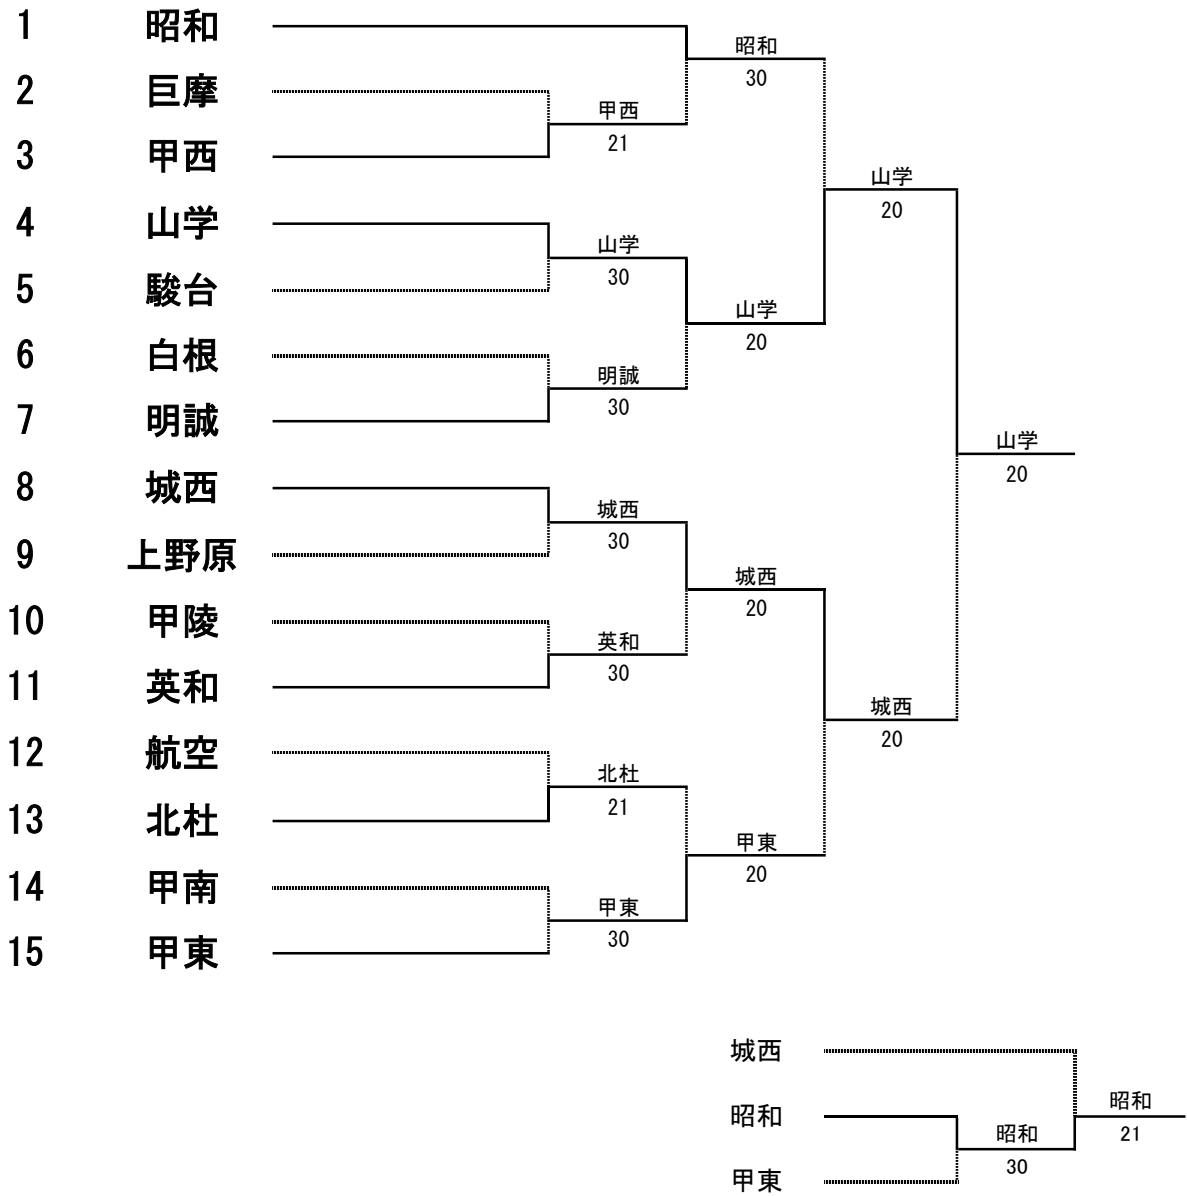 1 昭和
昭和
30
2 巨摩
甲西
21
3 甲西
山学
20
4 山学
山学
30
5 駿台
山学
20
6 白根
明誠
30
7 明誠
山学
20
8 城西
城西
30
9 上野原
城西
20
10 甲陵
英和
30
11 英和
城西
20
12 航空
北杜
21
13 北杜
甲東
20
14 甲南
甲東
30
15 甲東
城西
昭和
昭和
21
昭和
30
甲東